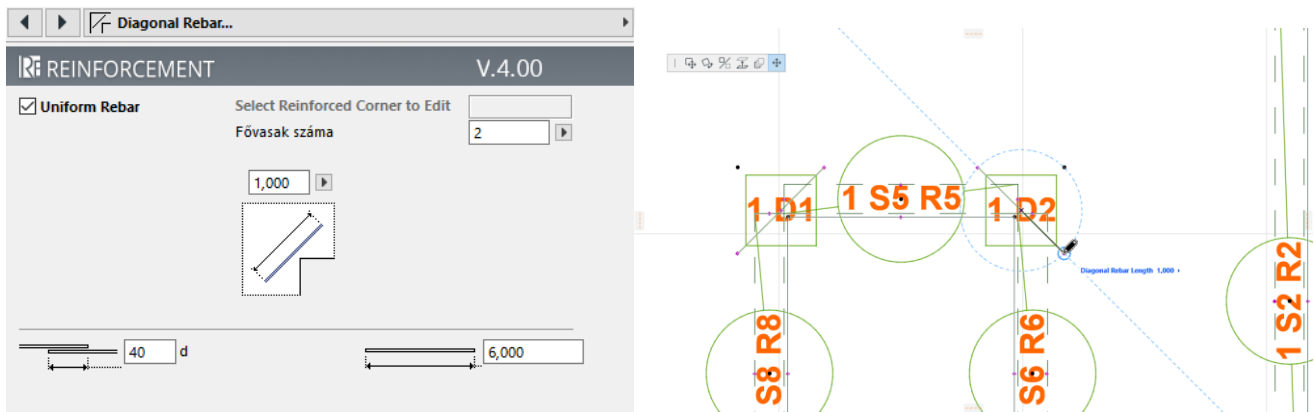 Diagonal Rebar...
REINFORCEMENT V.4.00
Uniform Rebar
Select Reinforced Corner to Edit
Fővasak száma 2
1,000
40 d
6,000
1 D1
1 S5 R5
1 D2
Diagonal Rebar Length 1,000
S8 R8
S6 R6
1 S2 R2